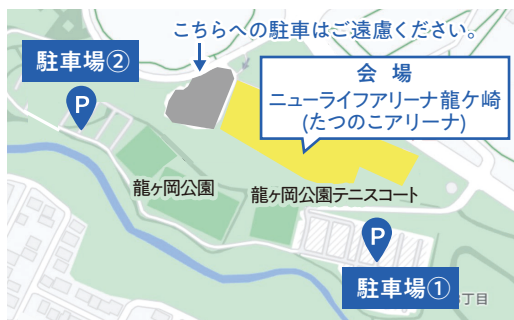 こちらへの駐車はご遠慮ください。
駐車場②
P
会場
ニューライフアリーナ龍ケ崎
(たつのこアリーナ)
龍ヶ岡公園
龍ヶ岡公園テニスコート
P
駐車場①
丁目